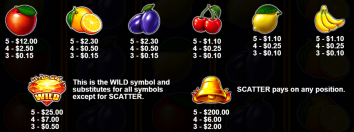 5 - $12.00
4 - $2.50
3 - $0.15
5 - $2.30
4 - $0.50
3 - $0.15
5 - $2.30
4 - $0.50
3 - $0.15
5 - $1.10
4 - $0.25
3 - $0.10
5 - $1.10
4 - $0.25
3 - $0.10
5 - $1.10
4 - $0.25
3 - $0.10
WILD
5 - $25.00
4 - $7.00
3 - $0.50
This is the WILD symbol and
substitutes for all symbols
except for SCATTER.
5 - $200.00
4 - $6.00
3 - $2.00
SCATTER pays on any position.